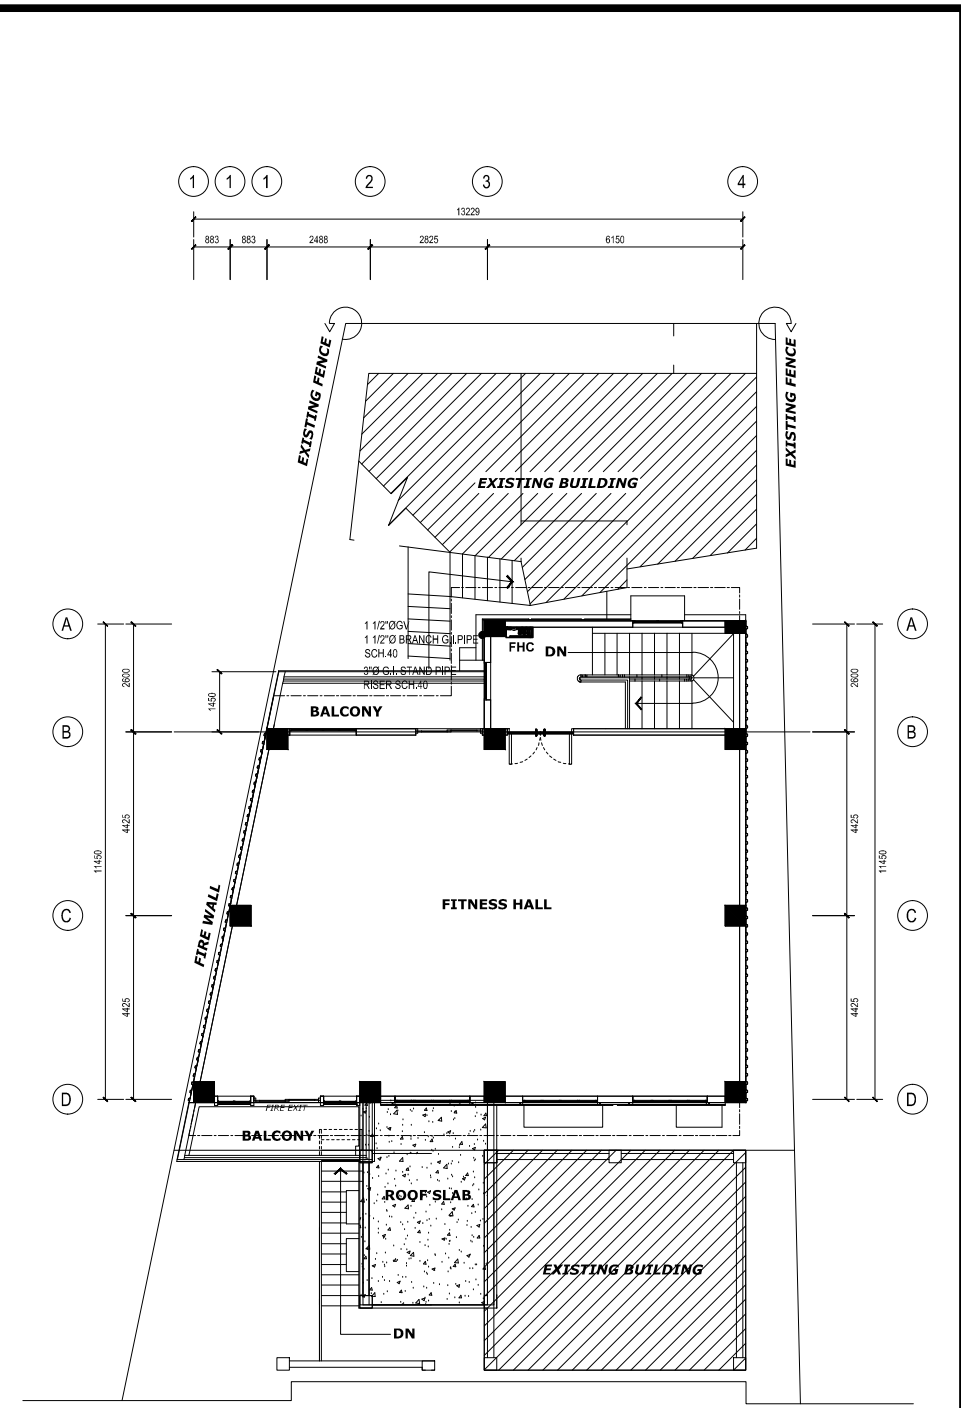 1 1 1 2 3 4
13229
883 883 2488 2825 6150
EXISTING FENCE
EXISTING FENCE
EXISTING BUILDING
A
A
1 1/2"ØGV
1 1/2"Ø BRANCH G.I.PIPE
SCH.40
FHC
DN
3"Ø G.I. STAND PIPE
RISER SCH.40
2600
2600
1450
BALCONY
B
B
4425
4425
11450
11450
FITNESS HALL
FIRE WALL
C
C
4425
4425
D
D
FIRE EXIT
BALCONY
ROOF SLAB
EXISTING BUILDING
DN